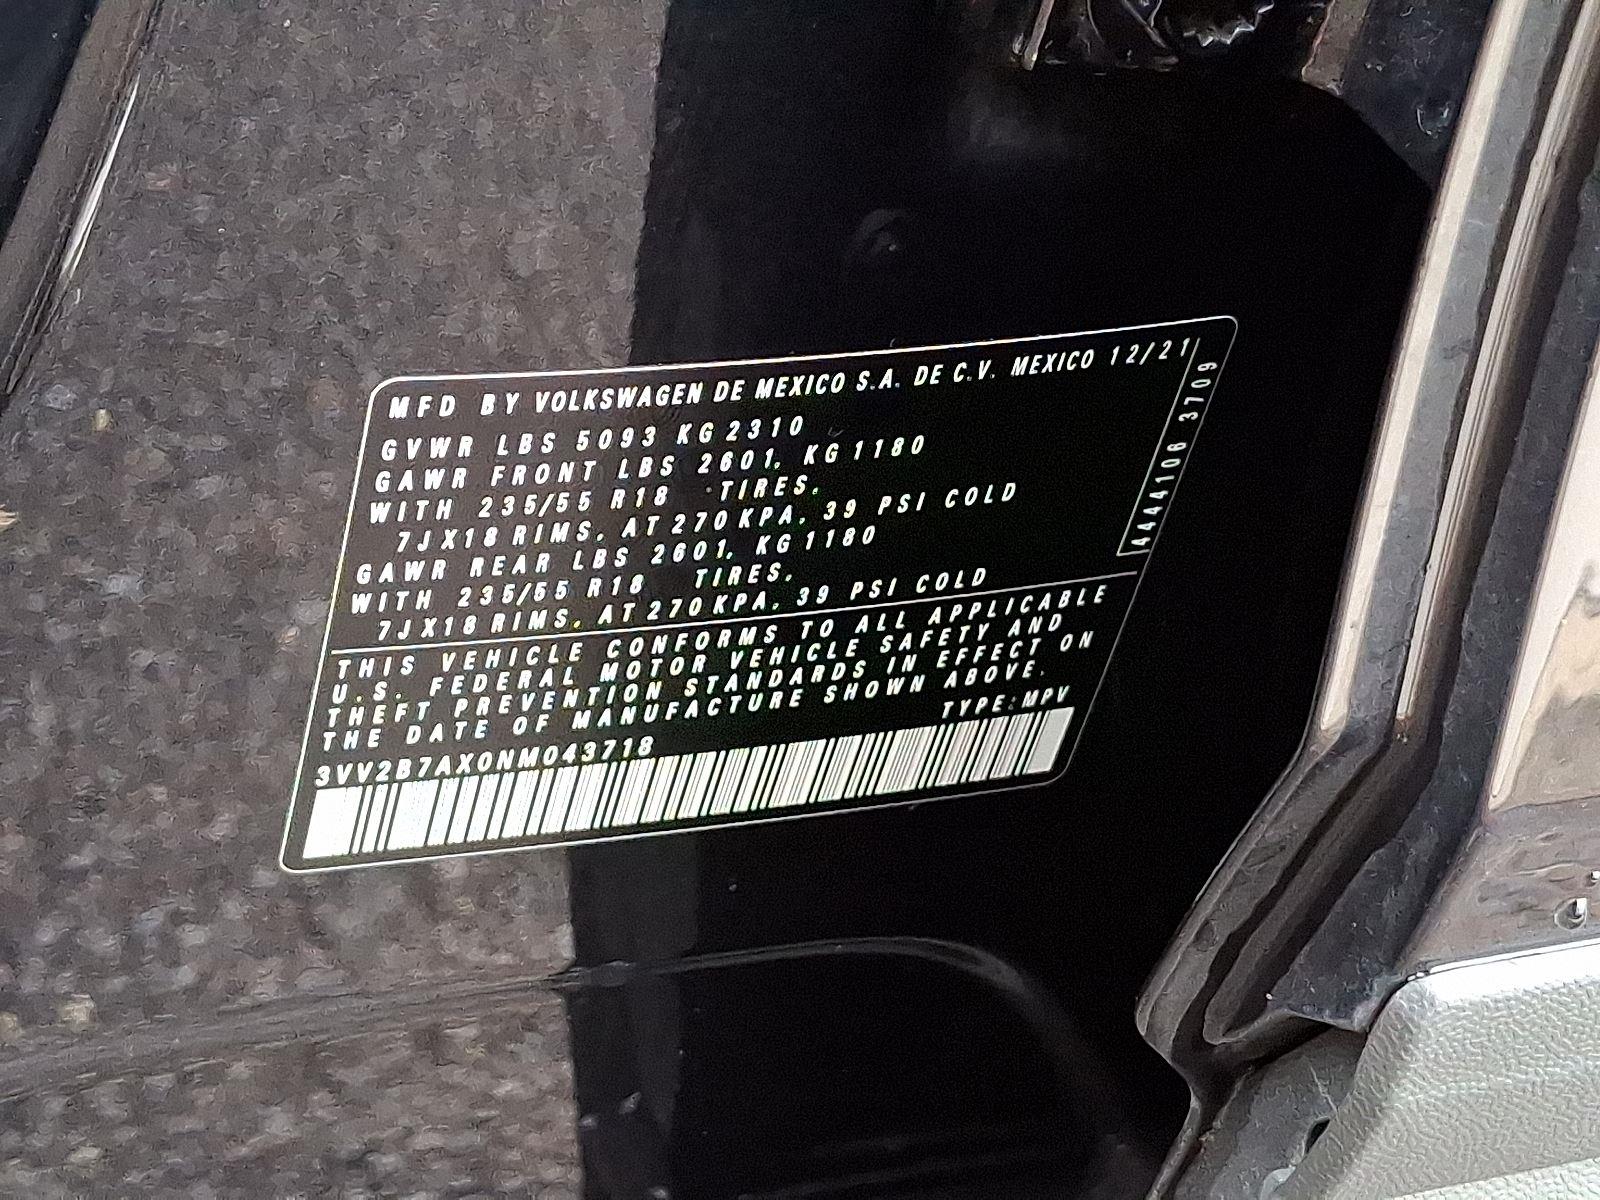 MFD BY VOLKSWAGEN DE MEXICO S.A. DE C.V. MEXICO 12/21
GVWR LBS 5093 KG 2310
GAWR FRONT LBS 2601, KG 1180
WITH 235/55 R18 TIRES,
7JX18 RIMS, AT 270 KPA, 39 PSI COLD
GAWR REAR LBS 2601, KG 1180
WITH 235/55 R18 TIRES,
7JX18 RIMS, AT 270 KPA, 39 PSI COLD
4444106 3709
THIS VEHICLE CONFORMS TO ALL APPLICABLE
U.S. FEDERAL MOTOR VEHICLE SAFETY AND
THEFT PREVENTION STANDARDS IN EFFECT ON
THE DATE OF MANUFACTURE SHOWN ABOVE.
3VV2B7AX0NM043718 TYPE:MPV